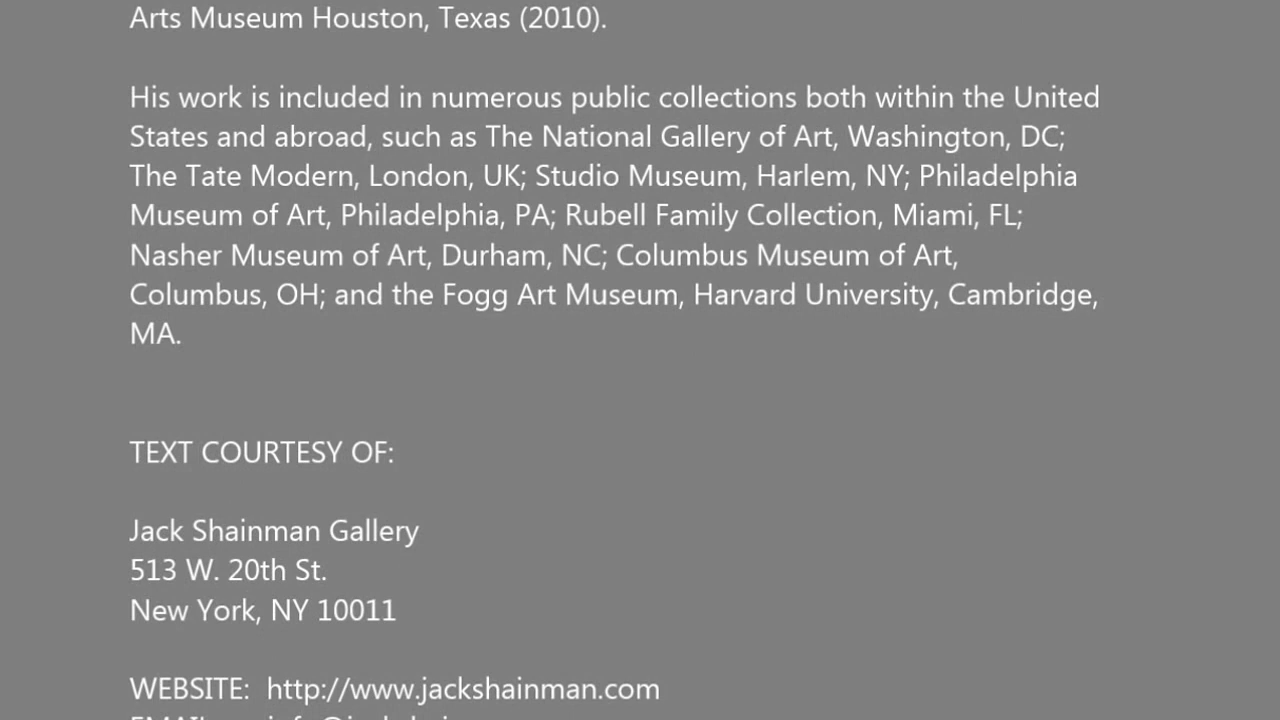 Arts Museum Houston, Texas (2010).
His work is included in numerous public collections both within the United
States and abroad, such as The National Gallery of Art, Washington, DC;
The Tate Modern, London, UK; Studio Museum, Harlem, NY; Philadelphia
Museum of Art, Philadelphia, PA; Rubell Family Collection, Miami, FL;
Nasher Museum of Art, Durham, NC; Columbus Museum of Art,
Columbus, OH; and the Fogg Art Museum, Harvard University, Cambridge,
MA.
TEXT COURTESY OF:
Jack Shainman Gallery
513 W. 20th St.
New York, NY 10011
WEBSITE:  http://www.jackshainman.com